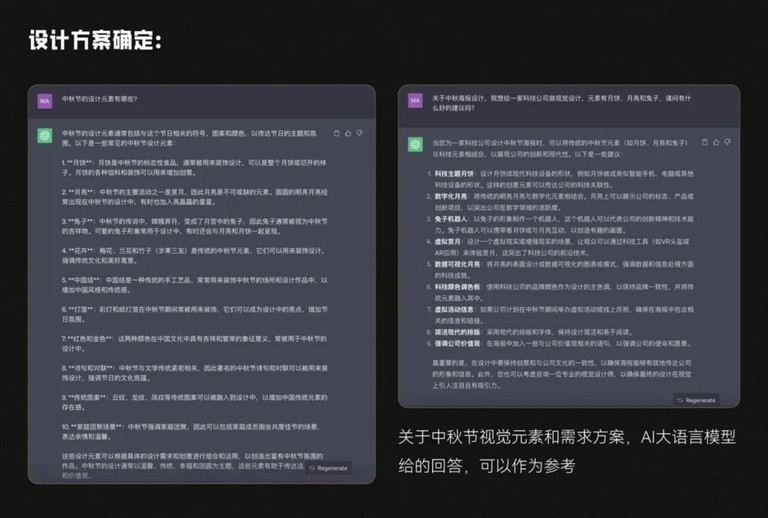 设计方案确定：
MA
中秋节的设计元素有哪些？
中秋节的设计元素通常包括与这个节日相关的符号、图案和颜色，以传达节日的主题和氛
围。以下是一些常见的中秋节设计元素：
1. **月饼**：月饼是中秋节的标志性食品，通常被用来装饰设计，可以是整个月饼或切开的样
子。月饼的各种馅料和装饰可以用来增加创意。
2. **月亮**：中秋节的主要活动之一是赏月，因此月亮是不可或缺的元素。圆圆的明亮月亮经
常出现在中秋节的设计中，有时也加入亮晶晶的星星。
3. **兔子**：中秋节的传说中，嫦娥奔月，变成了月宫中的兔子，因此兔子通常被视为中秋节
的吉祥物。可爱的兔子形象常用于设计中，有时还会与月亮和月饼一起呈现。
4. **花卉**：梅花、兰花和竹子（岁寒三友）是传统的中秋节元素，它们可以用来装饰设计，
强调传统文化和美好寓意。
5. **中国结**：中国结是一种传统的手工艺品，常常用来装饰中秋节的场所和设计作品中，以
增加中国风格和传统感。
6. **灯笼**：彩灯和纸灯笼在中秋节期间常被用来装饰，它们可以成为设计中的亮点，增加节
日氛围。
7. **红色和金色**：这两种颜色在中国文化中具有吉祥和繁荣的象征意义，常被用于中秋节的
设计中。
8. **诗句和对联**：中秋节与文学传统紧密相关，因此著名的中秋节诗句和对联可以被用来装
饰设计，强调节日的文化底蕴。
9. **传统图案**：云纹、龙纹、凤纹等传统图案可以被融入到设计中，以增加中国传统元素的
存在感。
10. **家庭团聚场景**：中秋节强调家庭团聚，因此可以包括家庭成员围坐共度佳节的场景，
表达亲情和温馨。
这些设计元素可以根据具体的设计需求和创意进行组合和运用，以创造出富有中秋节氛围的
作品。中秋节的设计通常以温馨、传统、幸福和团圆为主题，这些元素有助于传达这
和价值观。
Regenerate
MA
关于中秋海报设计，我想给一家科技公司做视觉设计，元素有月饼、月亮和兔子，请问有什
么好的建议吗？
当您为一家科技公司设计中秋海报时，可以将传统的中秋节元素（如月饼、月亮和兔子）
与科技元素相结合，以展现公司的创新和现代性。以下是一些建议：
1. 科技主题月饼：设计月饼成现代科技设备的形状，例如月饼做成类似智能手机、电脑或其他
科技设备的形状。这样的创意元素可以传达公司的科技关联性。
2. 数字化月亮：将传统的明亮月亮与数字化元素相结合。月亮上可以展示公司的标志、产品或
创新项目，以突出公司在数字领域的活跃度。
3. 兔子机器人：以兔子的形象制作一个机器人，这个机器人可以代表公司的创新精神和技术能
力。兔子机器人可以携带着月饼或与月亮互动，以创造有趣的画面。
4. 虚拟赏月：设计一个虚拟现实或增强现实的场景，让观众可以通过科技工具（如VR头盔或
AR应用）来体验赏月，这突出了科技公司的前沿技术。
5. 数据可视化月亮：将月亮的表面设计成数据可视化的图表或模式，强调数据和信息处理方面
的科技成就。
6. 科技颜色调色板：使用科技公司的品牌颜色作为设计的主色调，以保持品牌一致性，并将传
统元素融入其中。
7. 虚拟活动信息：如果公司计划在中秋节期间举办虚拟活动或线上庆祝，确保在海报中包含相
关的信息和链接。
8. 简洁现代的排版：采用现代的排版和字体，保持设计简洁和易于阅读。
9. 强调公司价值观：在海报中加入一些与公司价值观相关的语句，以强调公司的使命和愿景。
最重要的是，在设计中要保持创意和与公司文化的一致性，以确保海报能够有效地传达公司
的形象和信息。此外，您也可以考虑咨询一位专业的视觉设计师，以确保最终的设计在视觉
上引人注目且有吸引力。
Regenerate
关于中秋节视觉元素和需求方案，AI大语言模型
给的回答，可以作为参考